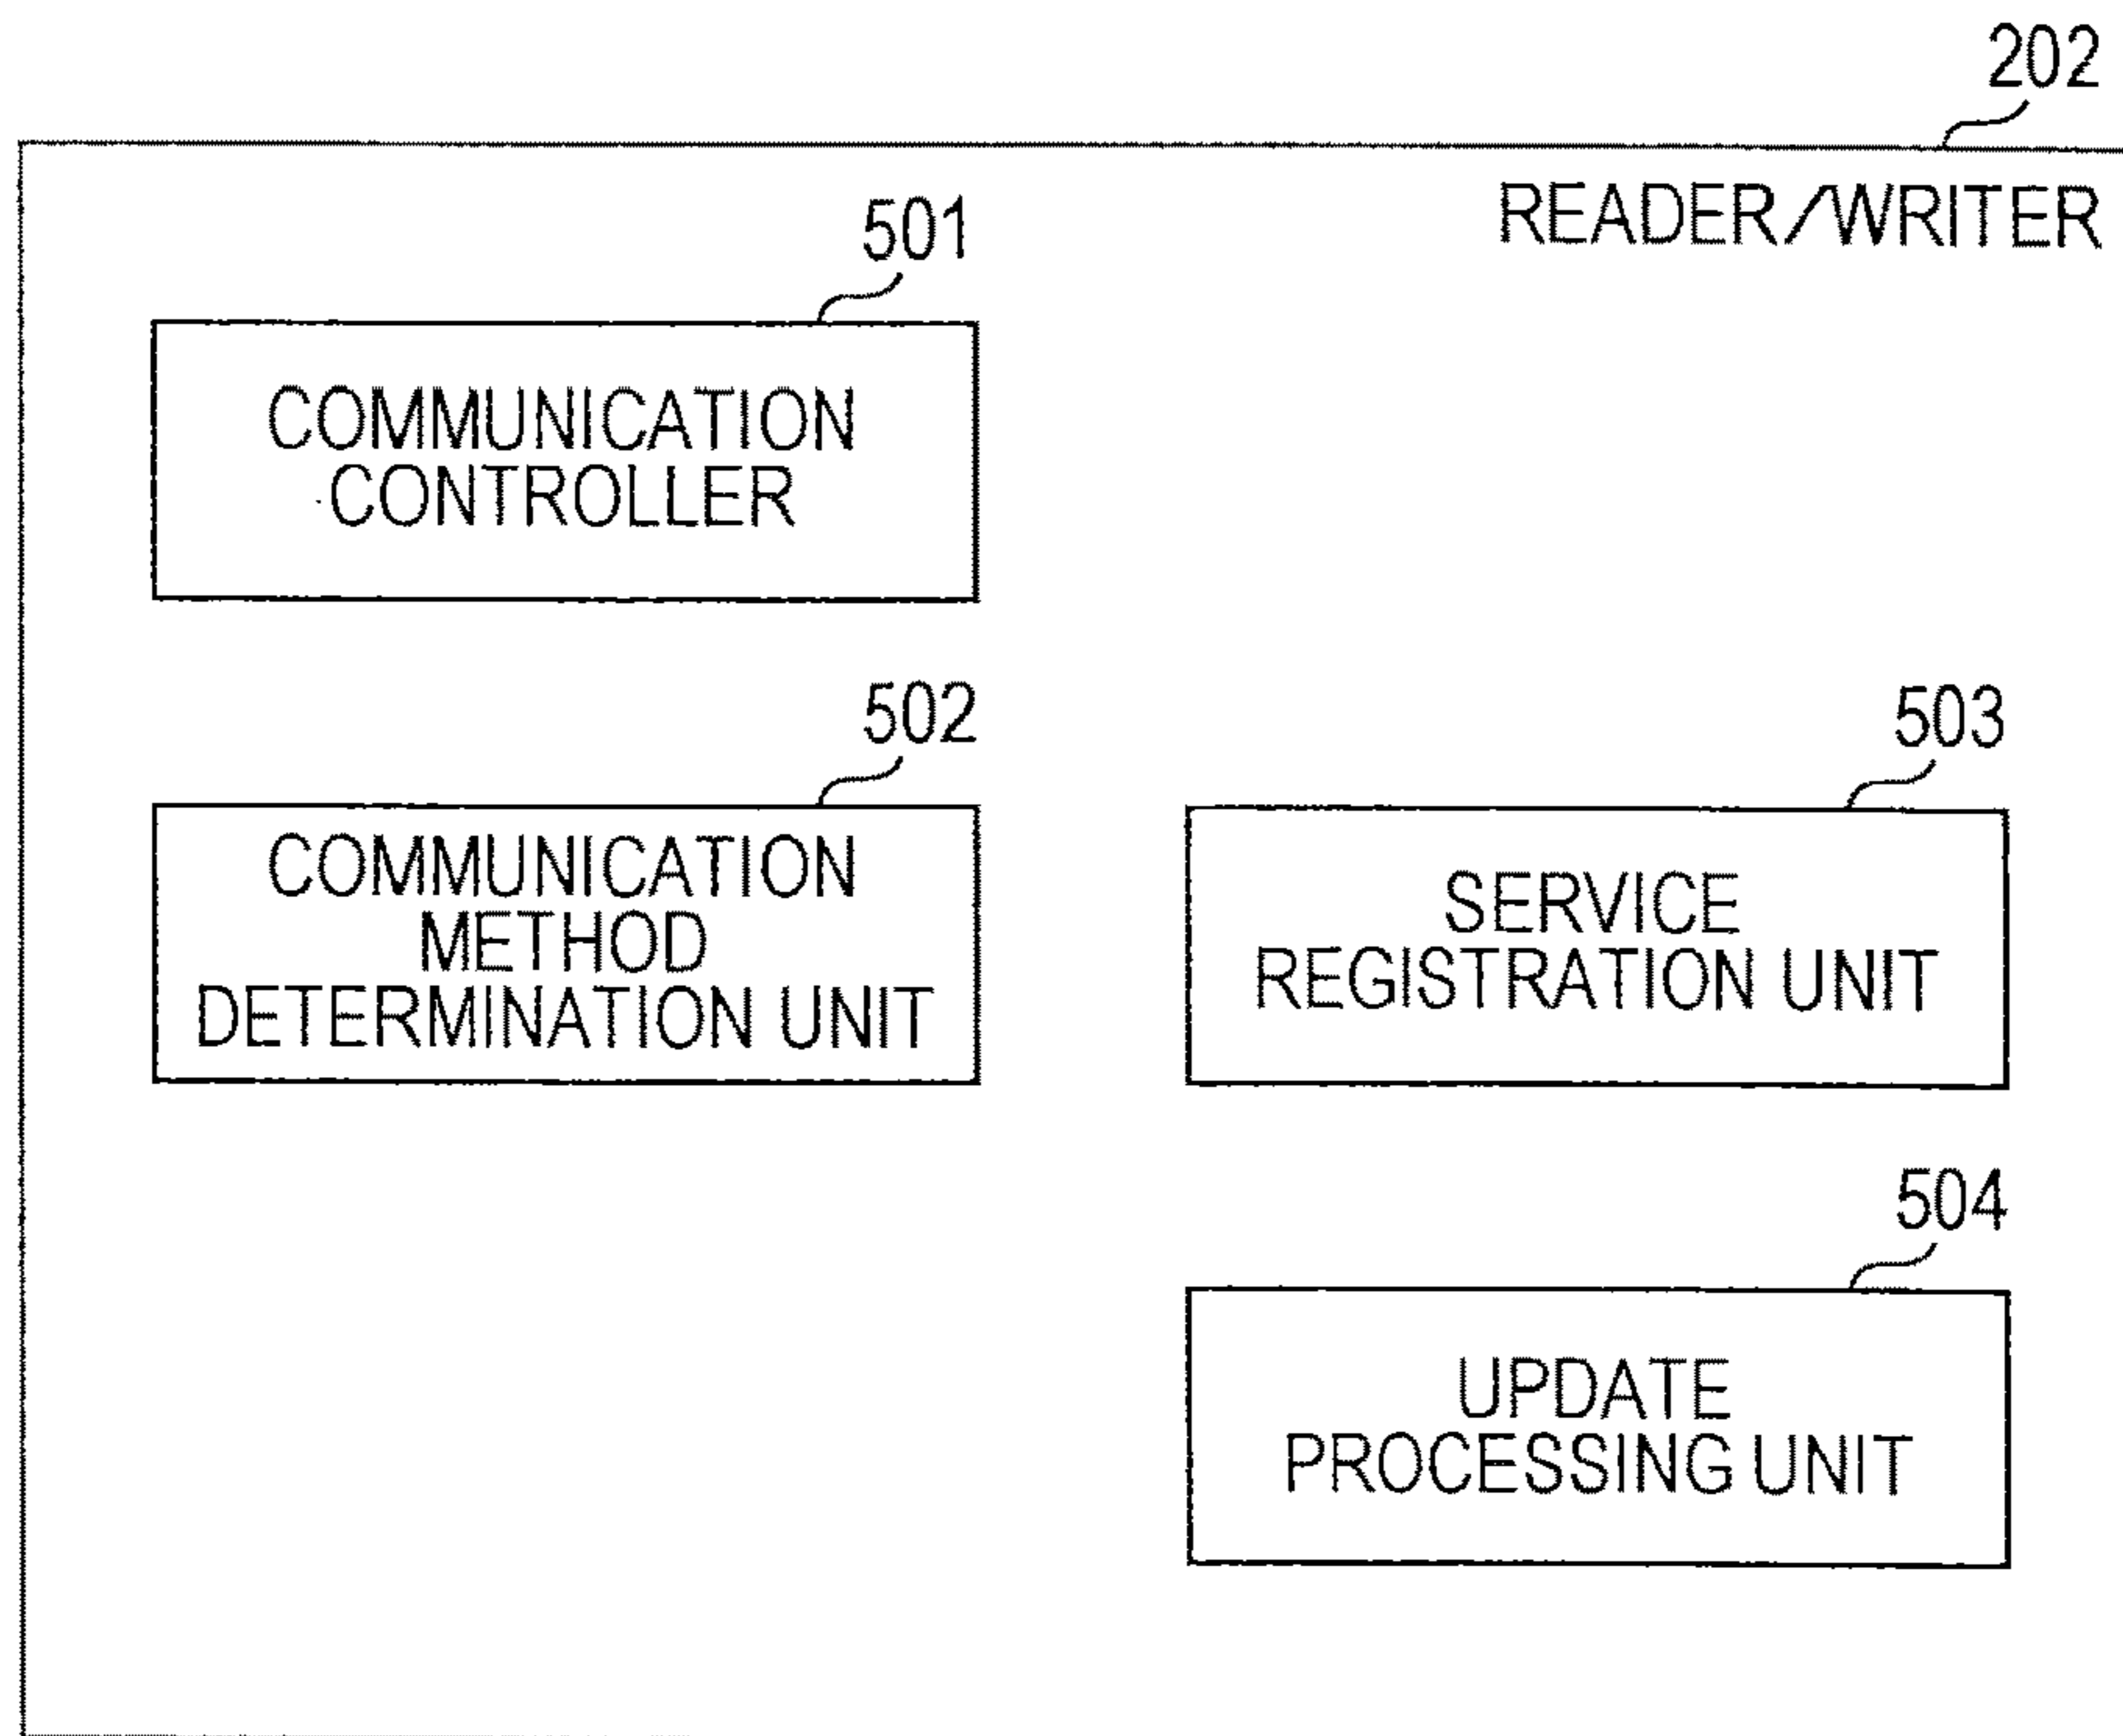 202
READER/WRITER
501
COMMUNICATION
CONTROLLER
502
COMMUNICATION
METHOD
DETERMINATION UNIT
503
SERVICE
REGISTRATION UNIT
504
UPDATE
PROCESSING UNIT